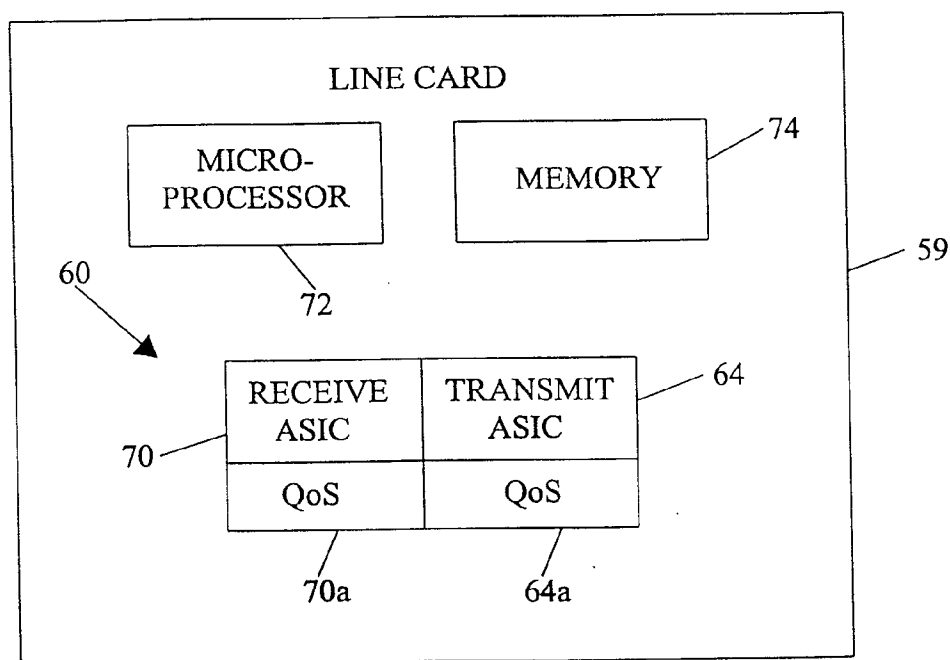 LINE CARD
MICRO-
PROCESSOR
MEMORY
74
72
59
60
RECEIVE
ASIC
TRANSMIT
ASIC
64
70
QoS
QoS
70a
64a